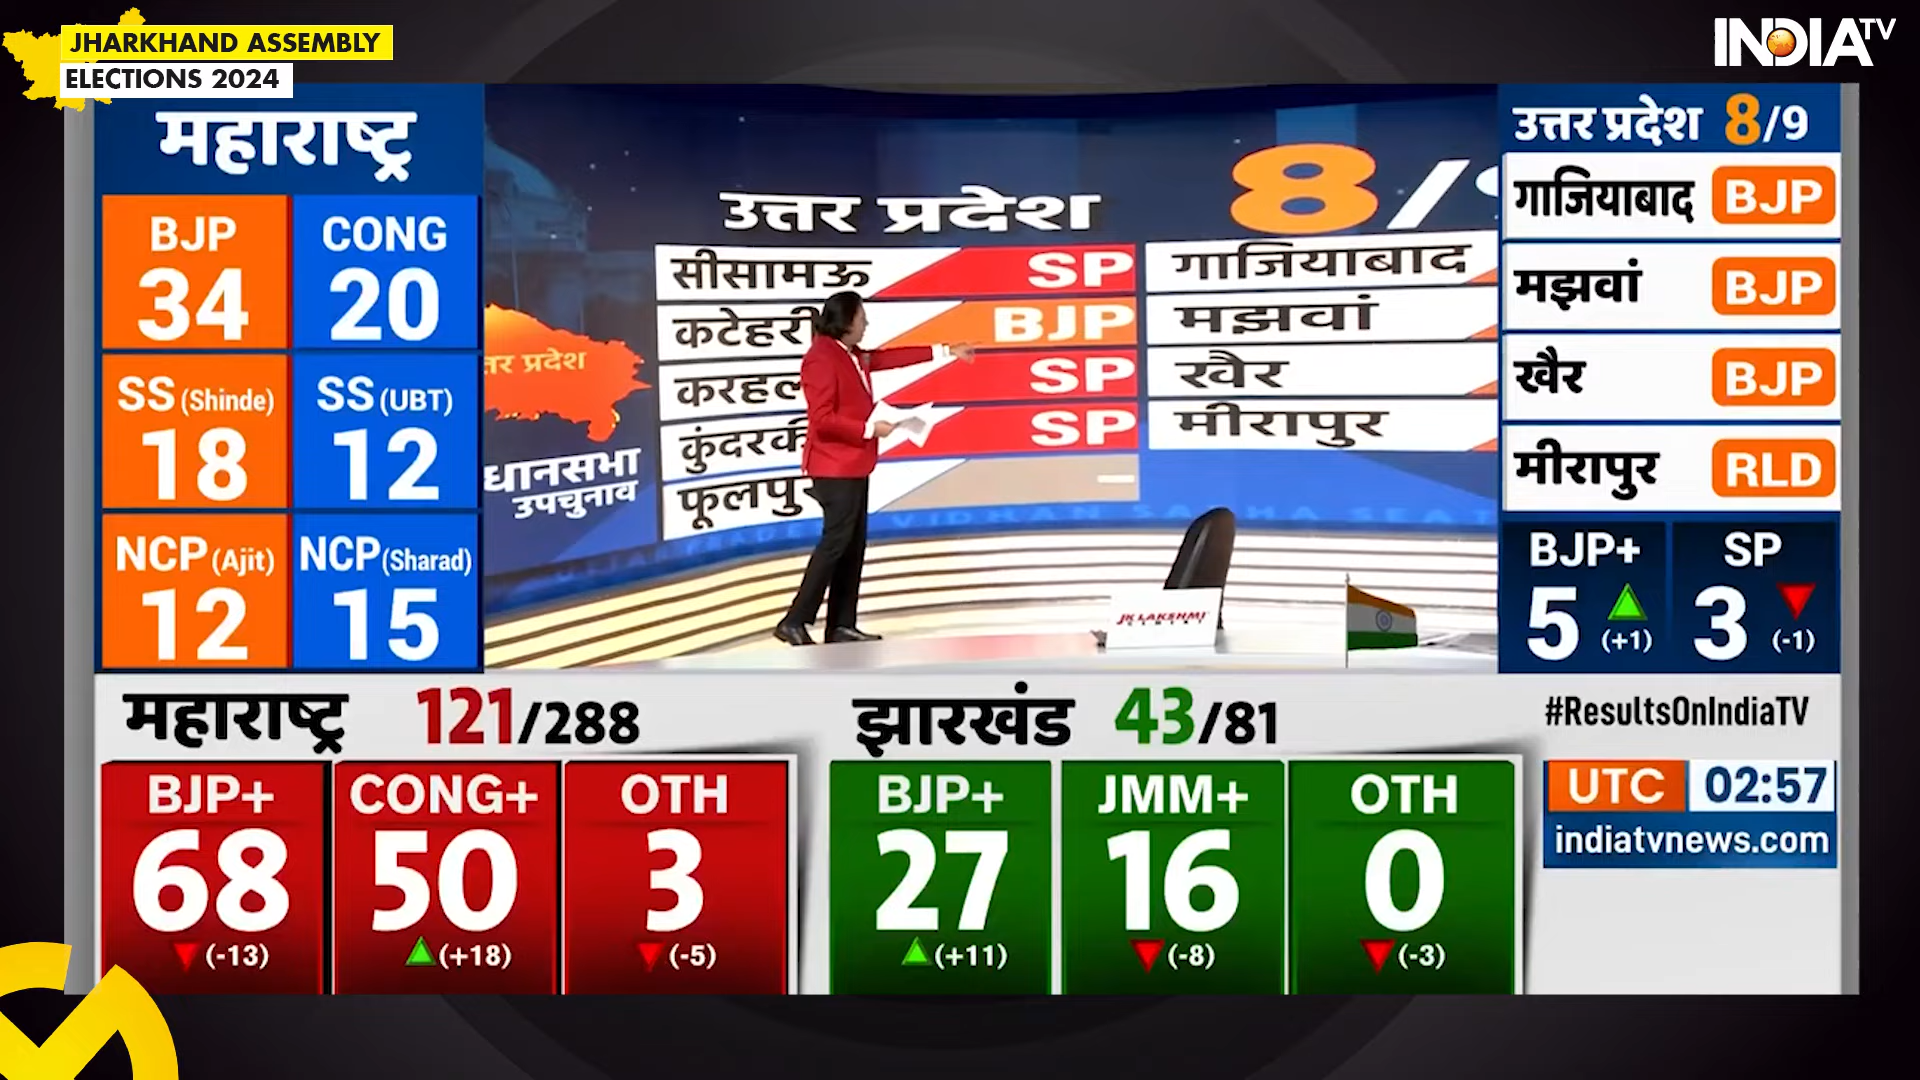 JHARKHAND ASSEMBLY
ELECTIONS 2024
INDIA TV
महाराष्ट्र
BJP CONG
34 20
SS (Shinde) SS (UBT)
18 12
NCP (Ajit) NCP (Sharad)
12 15
उत्तर प्रदेश 8/
सीसामऊ SP गाजियाबाद
कटेहरी BJP मझवां
करहल SP खैर
कुंदरकी SP मीरापुर
फूलपुर –
उपचुनाव
उत्तर प्रदेश 8/9
गाजियाबाद BJP
मझवां BJP
खैर BJP
मीरापुर RLD
BJP+ SP
5 (+1) 3 (-1)
JK LAKSHMI
CEMENT
महाराष्ट्र 121/288
BJP+ CONG+ OTH
68 50 3
(-13) (+18) (-5)
झारखंड 43/81
BJP+ JMM+ OTH
27 16 0
(+11) (-8) (-3)
#ResultsOnIndiaTV
UTC 02:57
indiatvnews.com